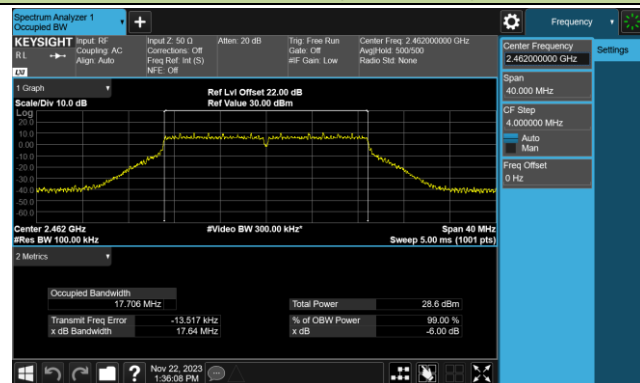 Spectrum Analyzer 1
Occupied BW
+
Frequency
KEYSIGHT
RL
LXI
Input: RF
Coupling: AC
Align: Auto
Input Z: 50 Ω
Corrections: Off
Freq Ref: Int (S)
NFE: Off
Atten: 20 dB
Trig: Free Run
Gate: Off
#IF Gain: Low
Center Freq: 2.462000000 GHz
Avg|Hold: 500/500
Radio Std: None
Center Frequency
2.462000000 GHz
Settings
Span
40.000 MHz
CF Step
4.000000 MHz
Auto
Man
Freq Offset
0 Hz
1 Graph
Scale/Div 10.0 dB
Ref Lvl Offset 22.00 dB
Ref Value 30.00 dBm
Log
20.0
10.0
0.00
-10.0
-20.0
-30.0
-40.0
-50.0
-60.0
Center 2.462 GHz
#Video BW 300.00 kHz*
Span 40 MHz
#Res BW 100.00 kHz
Sweep 5.00 ms (1001 pts)
2 Metrics
Occupied Bandwidth
17.706 MHz
Total Power 28.6 dBm
Transmit Freq Error -13.517 kHz
% of OBW Power 99.00 %
x dB Bandwidth 17.64 MHz
x dB -6.00 dB
?
Nov 22, 2023
1:36:08 PM